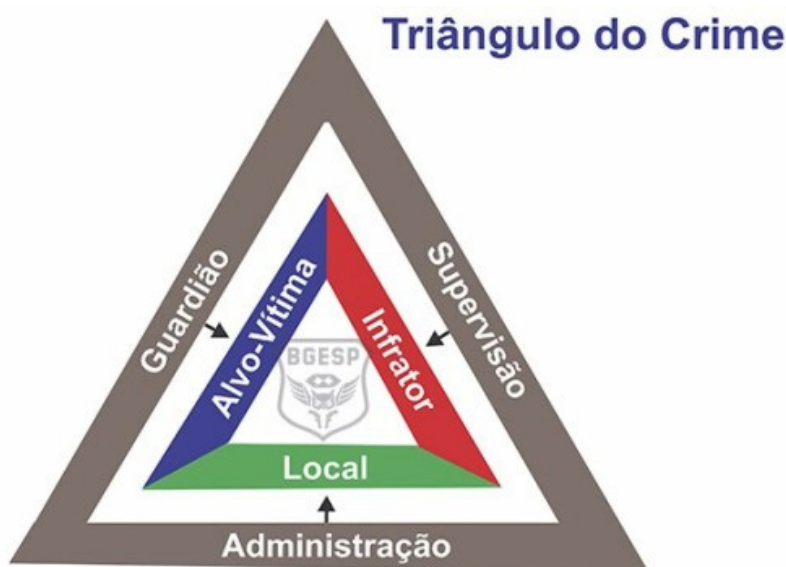 Triângulo do Crime
Guardião
Supervisão
Alvo-Vítima
Infrator
BGESP
Local
Administração